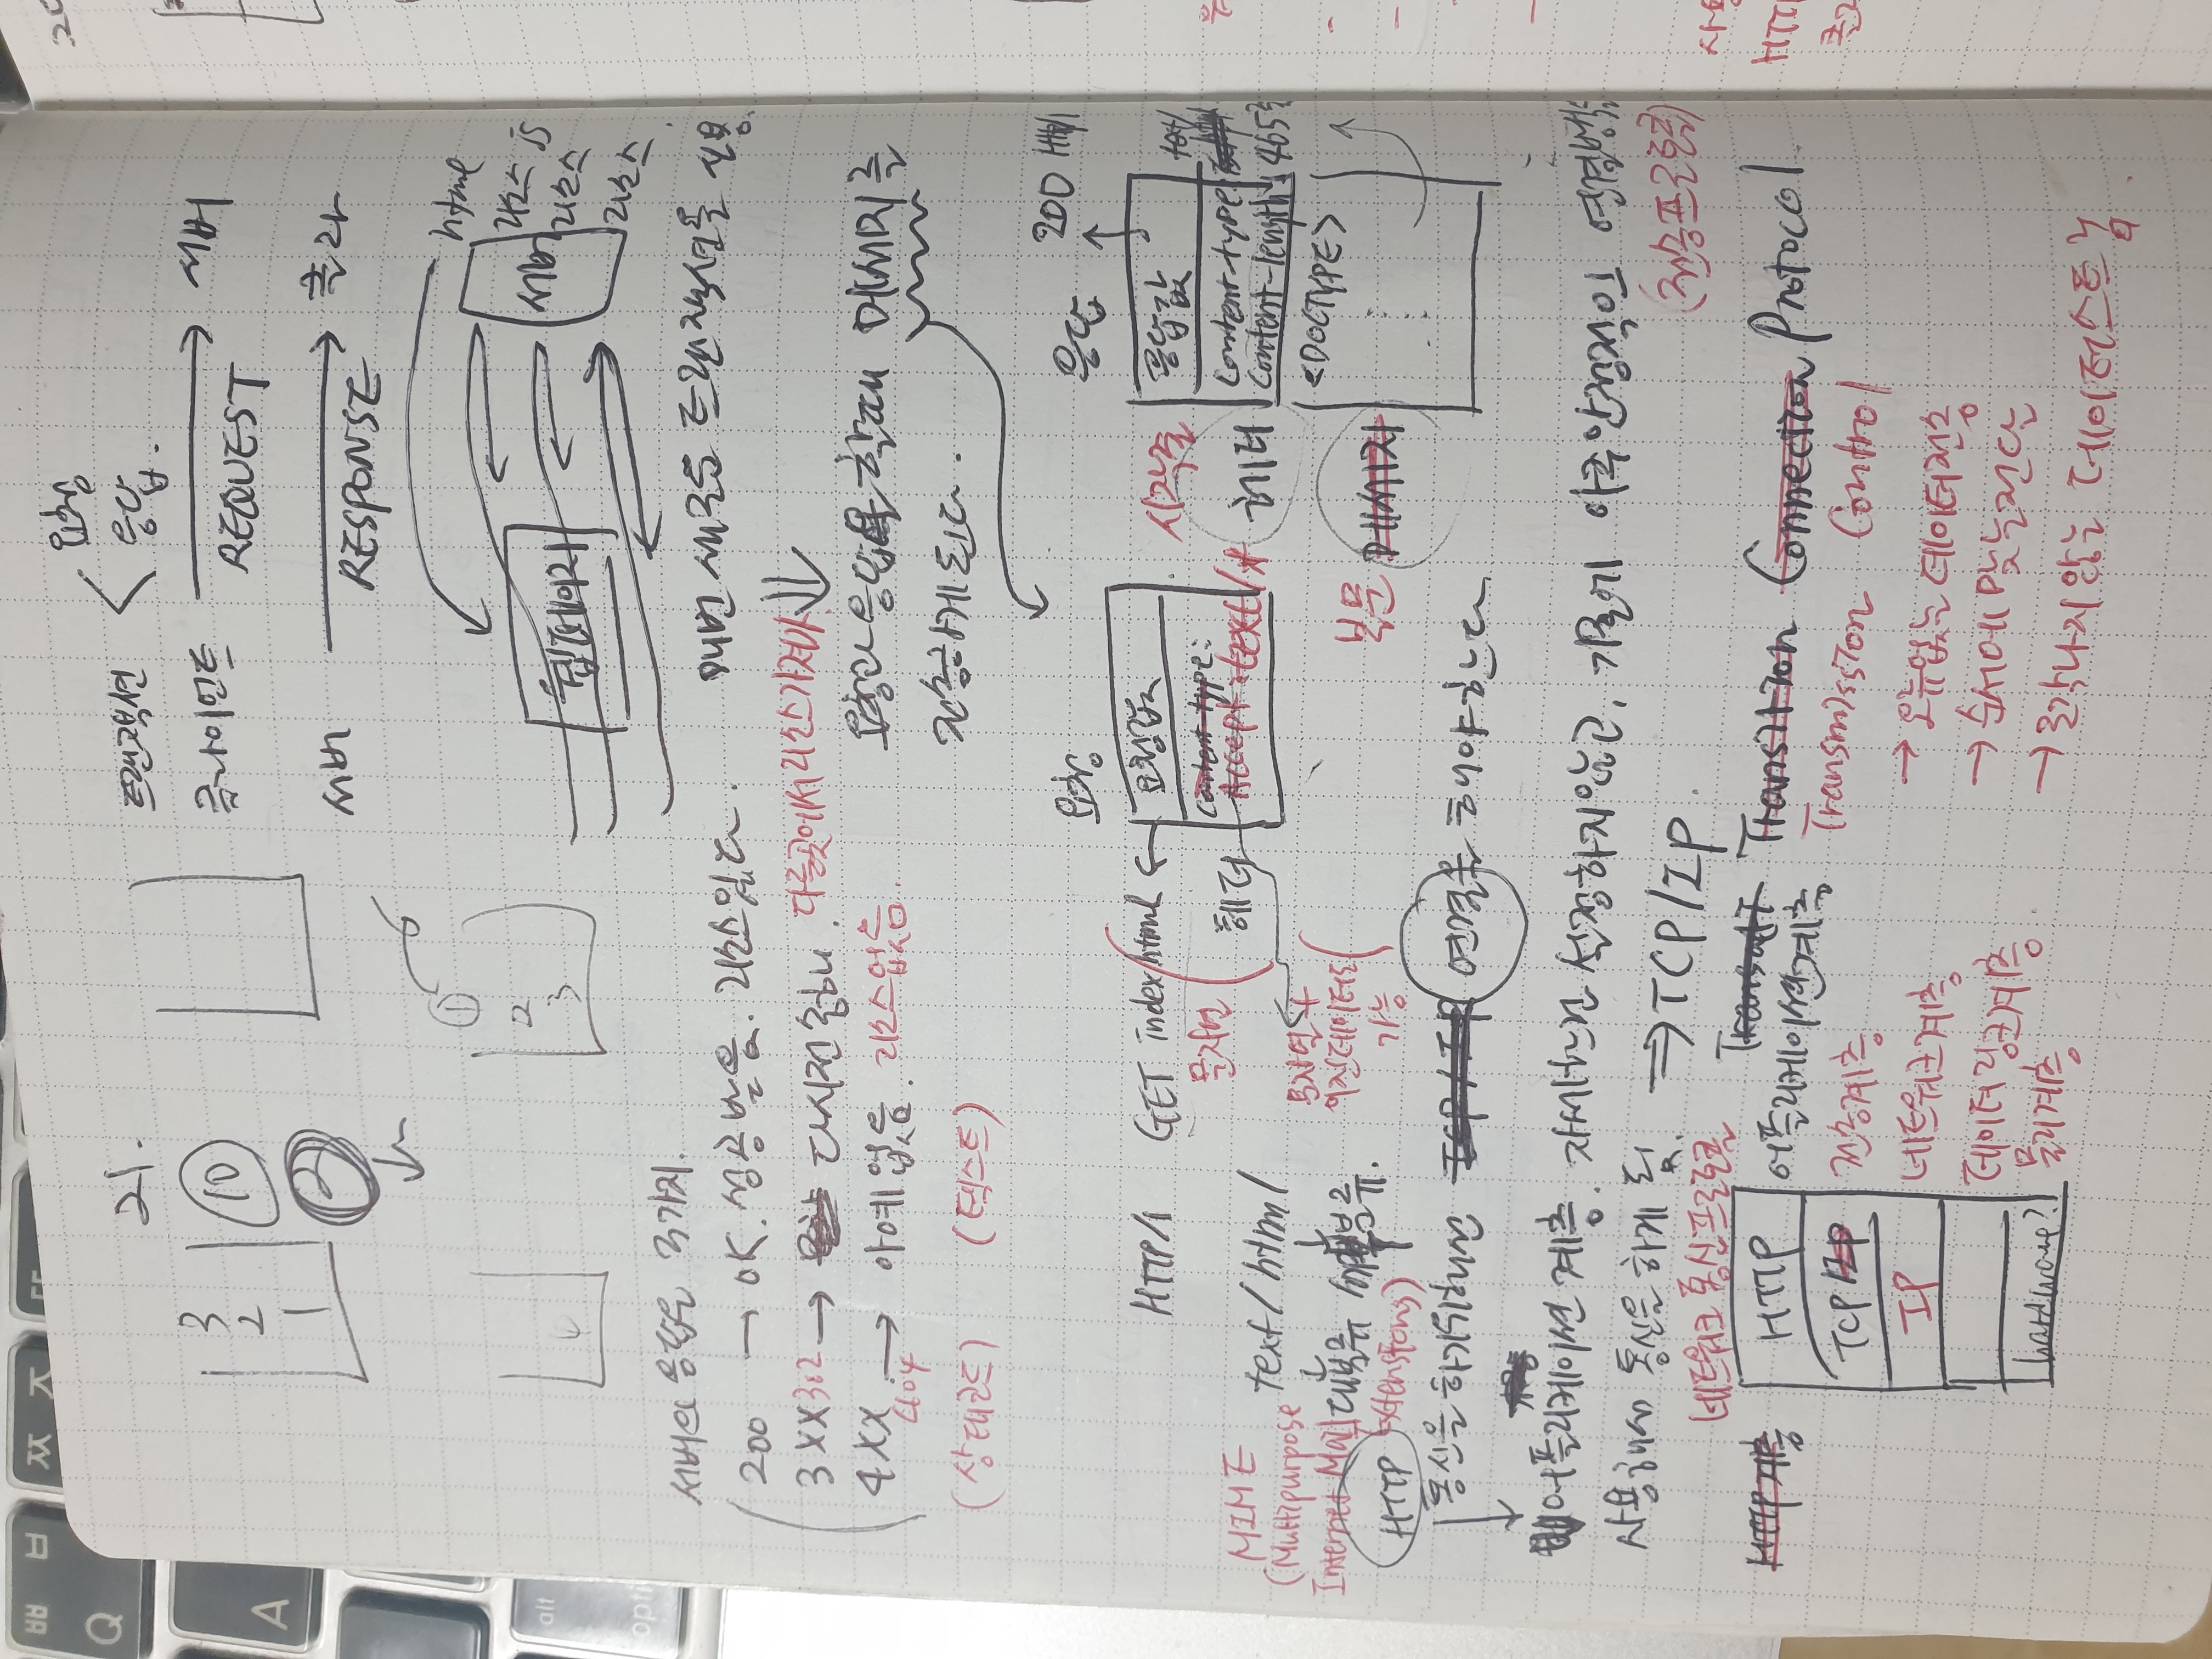 ㅃ ㅂ
Q
ㅉ ㅈ
A
alt
opti
21.
3
2
1
10
2
4
1
2
3
트랜잭션
요청
응답.
클라이언트
REQUEST
서버
서버
RESPONSE
클라
웹페이지
서버
html
리소스 js
리소스
리소스
매번 새로운 트랜잭션을 사용.
서버의 응답은 3가지.
200 → OK. 성공 받음. 리소스있다.
3XX 302 → 다시전송해. 다를곳에서 리소스가져가
4XX 404 → 아예 없음. 리소스없음.
(상태코드) (텍스트)
요청과 응답을 할때 메세지를
전송하게된다.
요청
HTTP/1 GET index.html
요청값
문자열
헤더
content-type:
Accept: text/*
응답
200 HTTP/1
시작줄
응답값
헤더
content-type:
content-length: 465
<DOCTYPE>
본문
메세지
MIME
(Multipurpose
Internet Mail
Extensions)
text/html
대분류
문자열+
이진데이터도
가능
HTTP
통신을 하기위해선 TCP/IP 연결을 해야한다
어플리케이션 계층. 자세한건 설정하지않고, 기존에 아주안정적인 연결방식
사용해서 통신을 하게 됨. ⇒ TCP/IP.
(전송프로토콜)
네트워크 통신프로토콜
HTTP 계층
HTTP 어플리케이션계층
TCP/IP 전송계층
IP 네트워크계층
데이터링크계층
hardware? 물리계층
Transition Connection Protocol.
Transmission Control
→ 오류없는 데이터전송
→ 순서에 맞는전달
→ 조각나지 않는 데이터스트림
HTTP